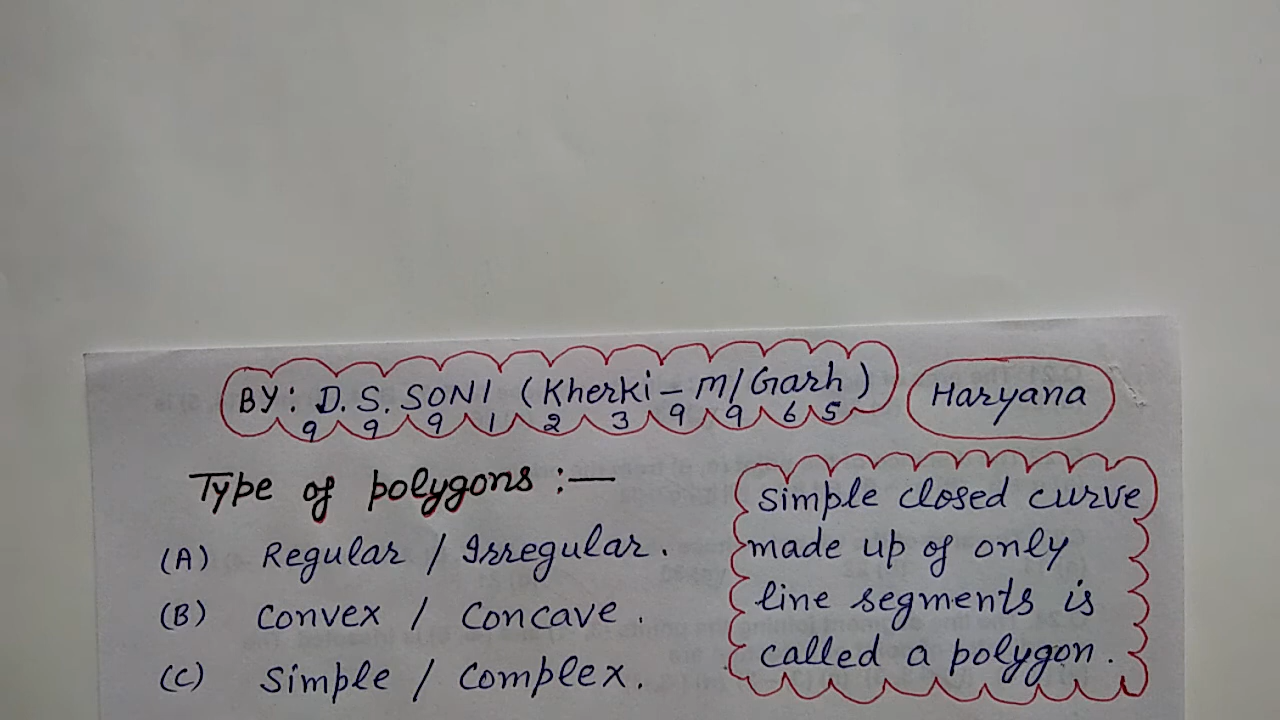 BY: D.S. SONI (Kherki - M/Garh)
9 9 9 1 2 3 9 9 6 5
Haryana
Type of polygons :—
(A) Regular / Irregular.
(B) Convex / Concave.
(C) Simple / Complex.
Simple closed curve
made up of only
line segments is
called a polygon.